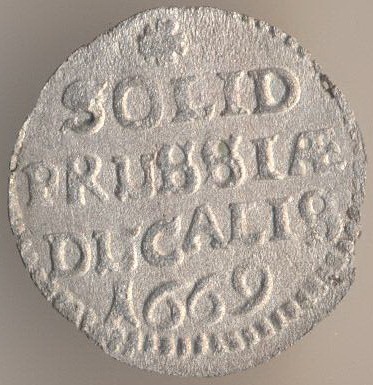 SOLID
PRUSSIÆ
DUCALIS
1669